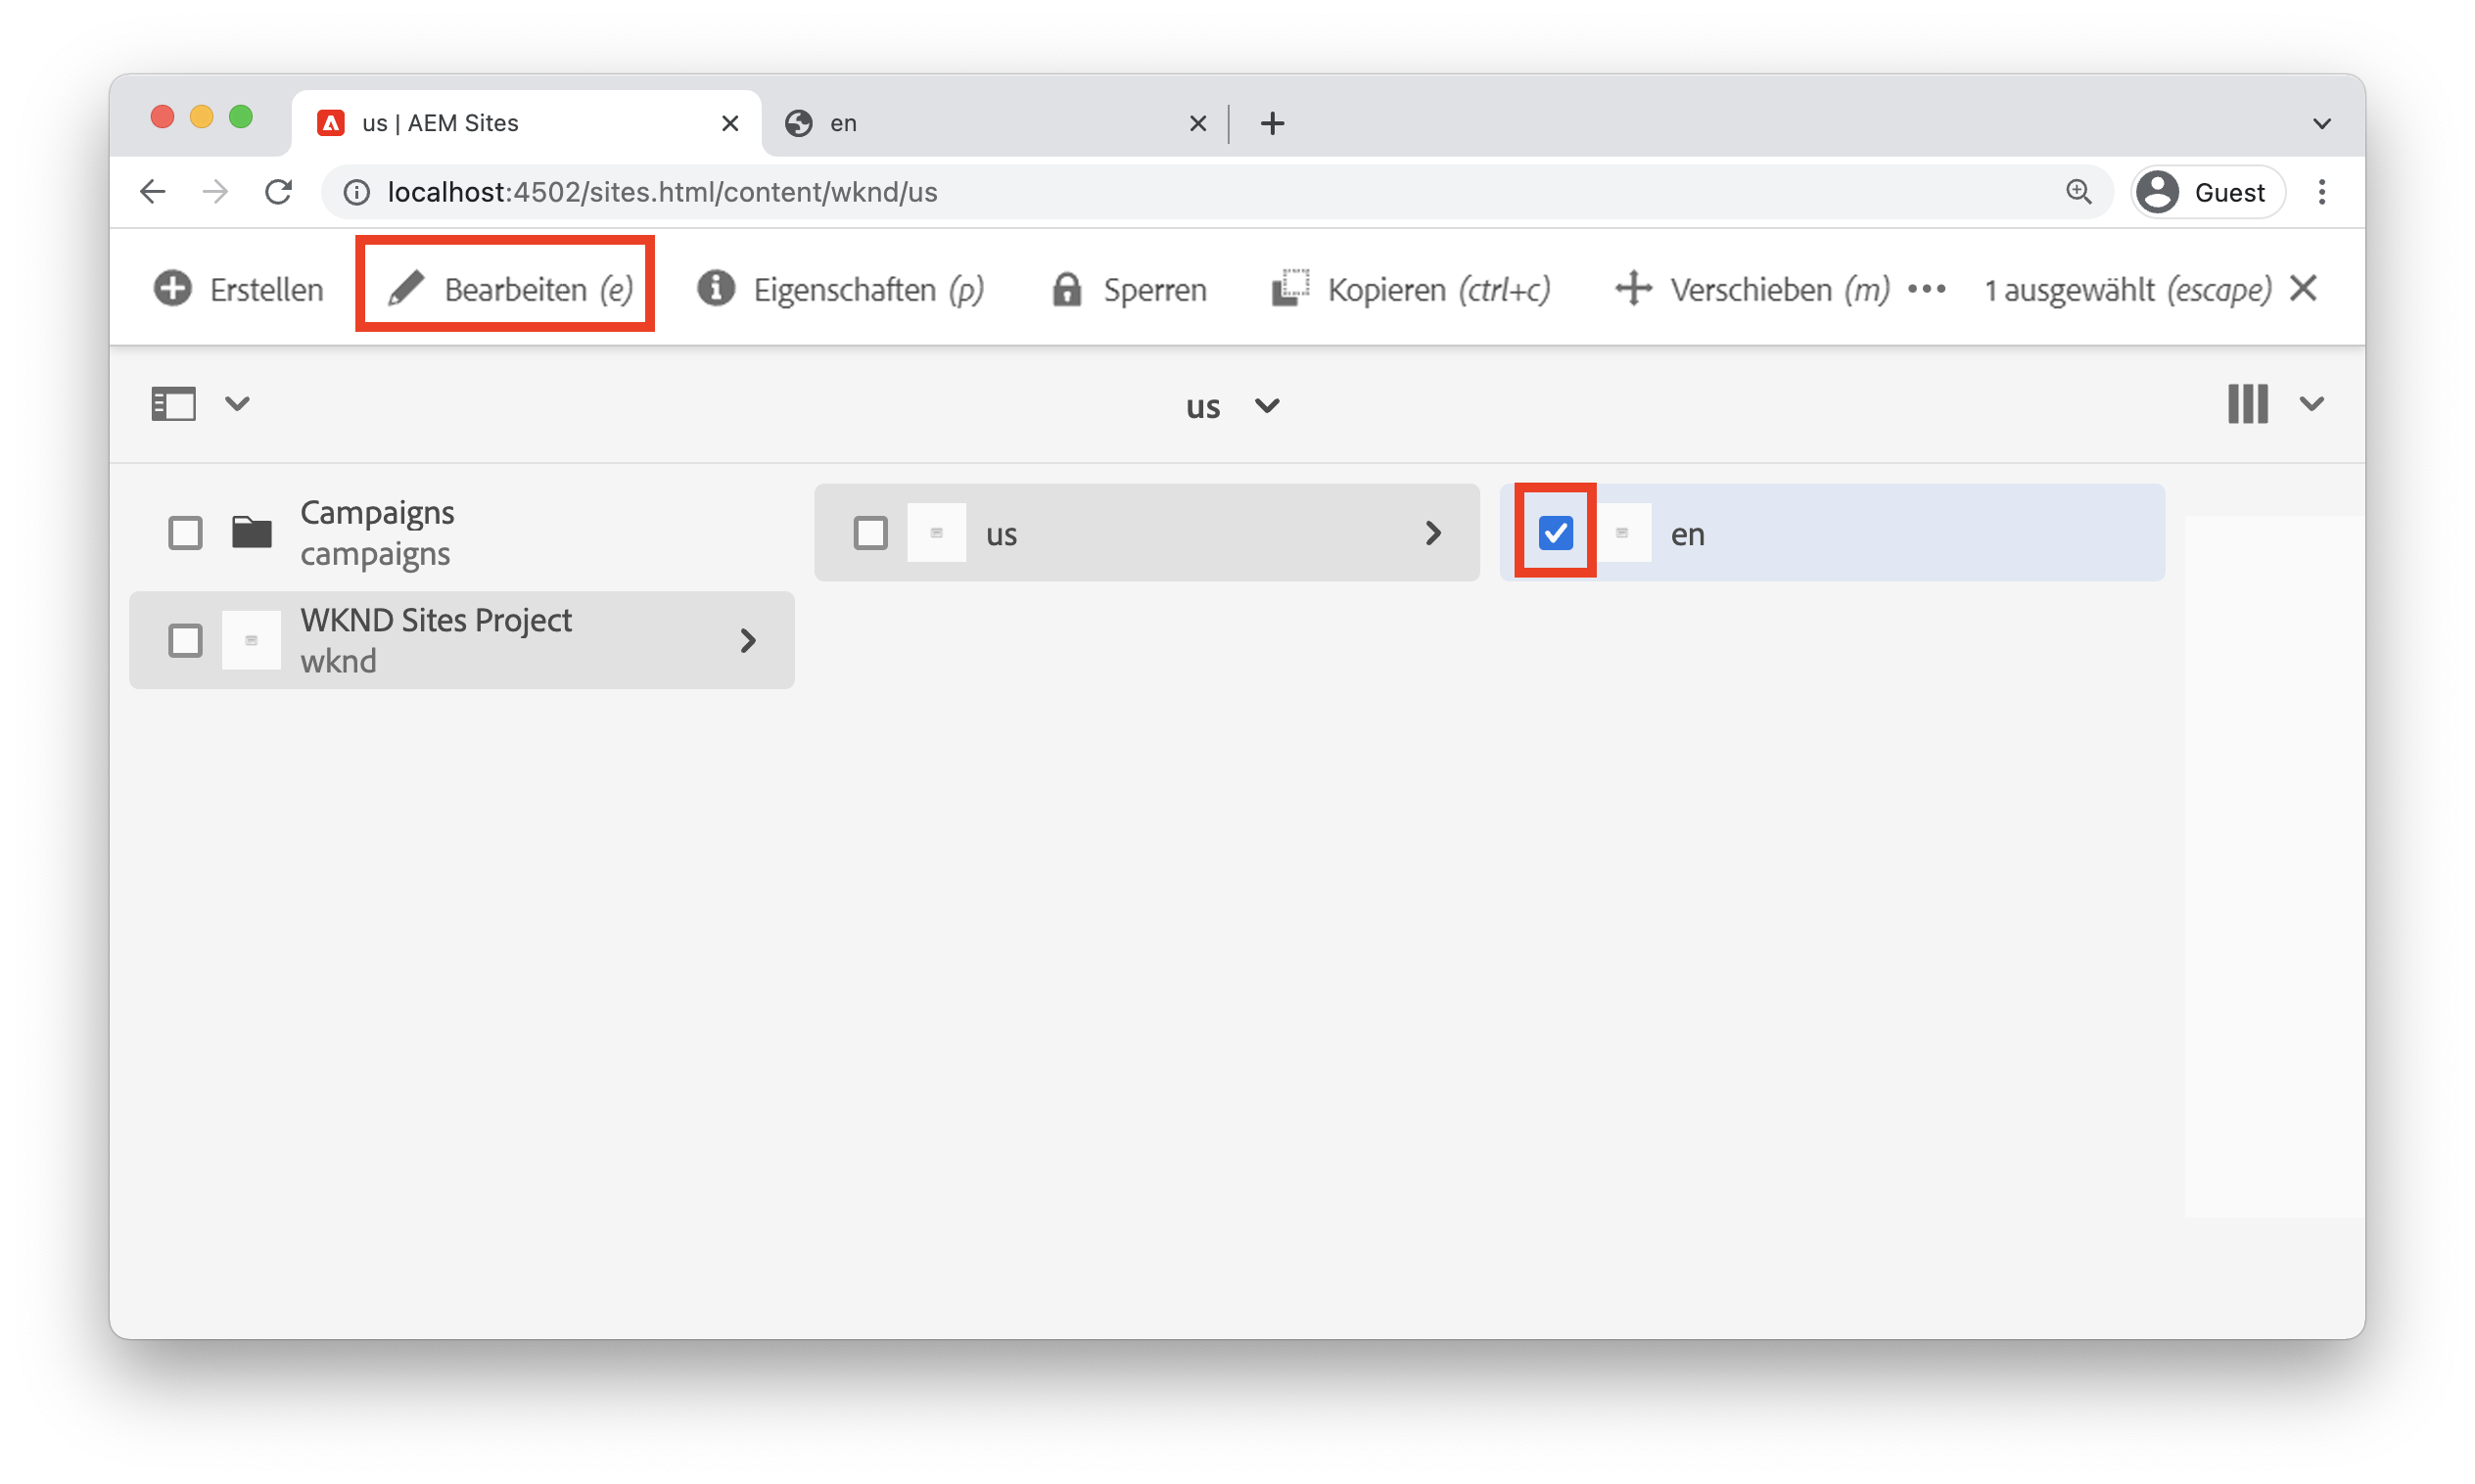 us | AEM Sites
en
localhost:4502/sites.html/content/wknd/us
Guest
Erstellen
Bearbeiten (e)
Eigenschaften (p)
Sperren
Kopieren (ctrl+c)
Verschieben (m)
1 ausgewählt (escape)
us
Campaigns
campaigns
WKND Sites Project
wknd
us
en